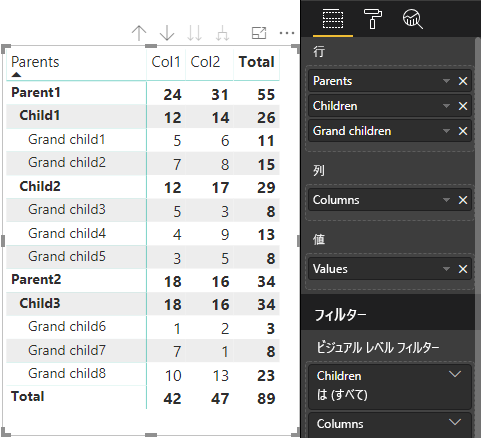 Parents Col1 Col2 Total
Parent1 24 31 55
Child1 12 14 26
Grand child1 5 6 11
Grand child2 7 8 15
Child2 12 17 29
Grand child3 5 3 8
Grand child4 4 9 13
Grand child5 3 5 8
Parent2 18 16 34
Child3 18 16 34
Grand child6 1 2 3
Grand child7 7 1 8
Grand child8 10 13 23
Total 42 47 89
行
Parents
Children
Grand children
列
Columns
値
Values
フィルター
ビジュアル レベル フィルター
Children
は (すべて)
Columns